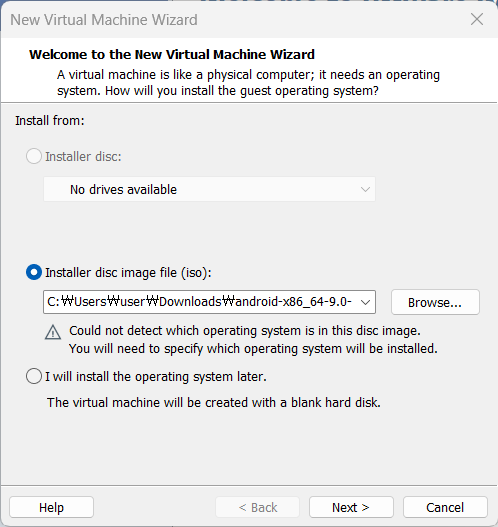 New Virtual Machine Wizard
Welcome to the New Virtual Machine Wizard
A virtual machine is like a physical computer; it needs an operating
system. How will you install the guest operating system?
Install from:
Installer disc:
No drives available
Installer disc image file (iso):
C:₩Users₩user₩Downloads₩android-x86_64-9.0-
Browse...
Could not detect which operating system is in this disc image.
You will need to specify which operating system will be installed.
I will install the operating system later.
The virtual machine will be created with a blank hard disk.
Help
< Back
Next >
Cancel